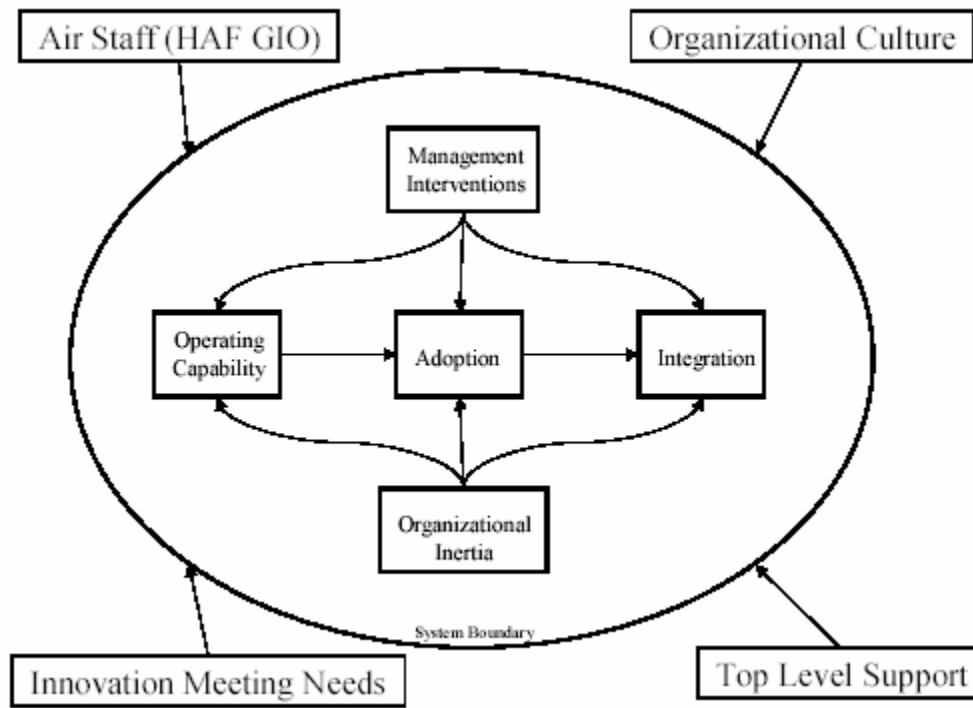 Air Staff (HAF GIO)
Organizational Culture
Management
Interventions
Operating
Capability
Adoption
Integration
Organizational
Inertia
System Boundary
Innovation Meeting Needs
Top Level Support